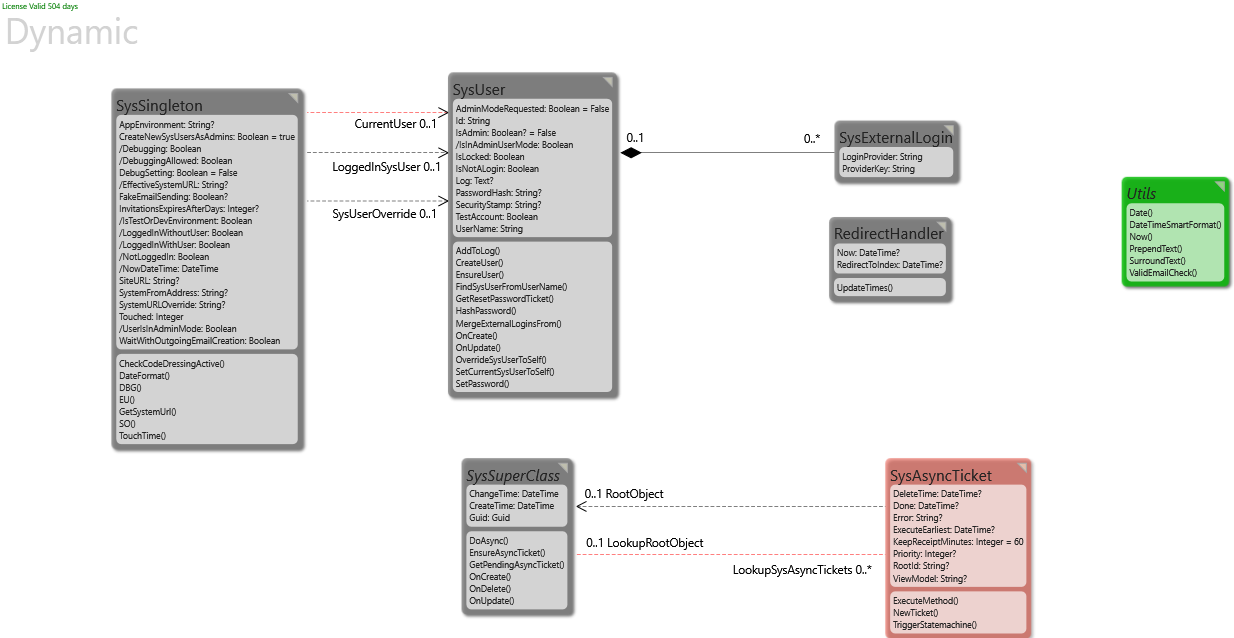 License Valid 504 days
Dynamic
SysSingleton
AppEnvironment: String?
CreateNewSysUsersAsAdmins: Boolean = true
/Debugging: Boolean
/DebuggingAllowed: Boolean
DebugSetting: Boolean = False
/EffectiveSystemURL: String?
FakeEmailSending: Boolean?
InvitationsExpiresAfterDays: Integer?
/IsTestOrDevEnvironment: Boolean
/LoggedInWithoutUser: Boolean
/LoggedInWithUser: Boolean
/NotLoggedIn: Boolean
/NowDateTime: DateTime
SiteURL: String?
SystemFromAddress: String?
SystemURLOverride: String?
Touched: Integer
/UserIsInAdminMode: Boolean
WaitWithOutgoingEmailCreation: Boolean
CheckCodeDressingActive()
DateFormat()
DBG()
EU()
GetSystemUrl()
SO()
TouchTime()
CurrentUser 0..1
LoggedInSysUser 0..1
SysUserOverride 0..1
SysUser
AdminModeRequested: Boolean = False
Id: String
IsAdmin: Boolean? = False
/IsInAdminUserMode: Boolean
IsLocked: Boolean
IsNotALogin: Boolean
Log: Text?
PasswordHash: String?
SecurityStamp: String?
TestAccount: Boolean
UserName: String
AddToLog()
CreateUser()
EnsureUser()
FindSysUserFromUserName()
GetResetPasswordTicket()
HashPassword()
MergeExternalLoginsFrom()
OnCreate()
OnUpdate()
OverrideSysUserToSelf()
SetCurrentSysUserToSelf()
SetPassword()
0..1
0..*
SysExternalLogin
LoginProvider: String
ProviderKey: String
RedirectHandler
Now: DateTime?
RedirectToIndex: DateTime?
UpdateTimes()
Utils
Date()
DateTimeSmartFormat()
Now()
PrependText()
SurroundText()
ValidEmailCheck()
SysSuperClass
ChangeTime: DateTime
CreateTime: DateTime
Guid: Guid
DoAsync()
EnsureAsyncTicket()
GetPendingAsyncTicket()
OnCreate()
OnDelete()
OnUpdate()
0..1 RootObject
0..1 LookupRootObject
LookupSysAsyncTickets 0..*
SysAsyncTicket
DeleteTime: DateTime?
Done: DateTime?
Error: String?
ExecuteEarliest: DateTime?
KeepReceiptMinutes: Integer = 60
Priority: Integer?
RootId: String?
ViewModel: String?
ExecuteMethod()
NewTicket()
TriggerStatemachine()